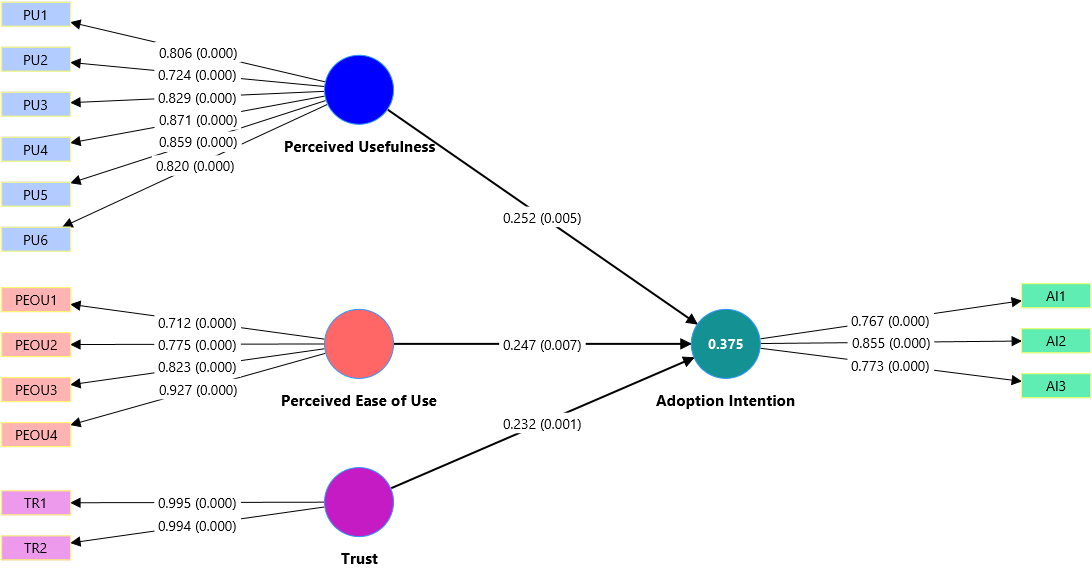 PU1
PU2
PU3
PU4
PU5
PU6
0.806 (0.000)
0.724 (0.000)
0.829 (0.000)
0.871 (0.000)
0.859 (0.000)
0.820 (0.000)
Perceived Usefulness
0.252 (0.005)
PEOU1
PEOU2
PEOU3
PEOU4
0.712 (0.000)
0.775 (0.000)
0.823 (0.000)
0.927 (0.000)
Perceived Ease of Use
0.247 (0.007)
TR1
TR2
0.995 (0.000)
0.994 (0.000)
Trust
0.232 (0.001)
0.375
Adoption Intention
0.767 (0.000)
0.855 (0.000)
0.773 (0.000)
AI1
AI2
AI3